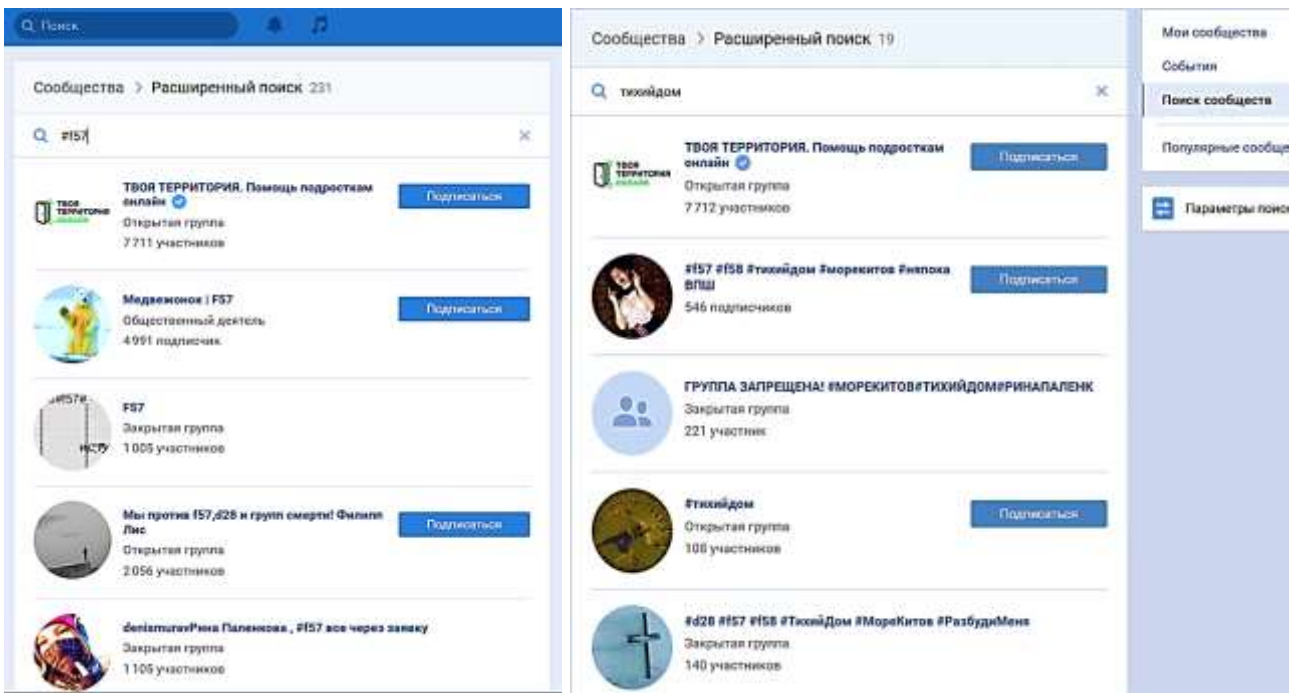 Поиск
Сообщества > Расширенный поиск 231
#f57
ТВОЯ ТЕРРИТОРИЯ
ТВОЯ ТЕРРИТОРИЯ. Помощь подросткам
онлайн
Открытая группа
7 711 участников
Подписаться
Медвежонок | F57
Общественный деятель
4 991 подписчик
Подписаться
F57
Закрытая группа
1 005 участников
Мы против f57,d28 и групп смерти! Филипп
Лис
Открытая группа
2 056 участников
Подписаться
denismuravРина Паленкова , #f57 все через заявку
Закрытая группа
1 105 участников
Сообщества > Расширенный поиск 19
тихийдом
ТВОЯ ТЕРРИТОРИЯ ОНЛАЙН
ТВОЯ ТЕРРИТОРИЯ. Помощь подросткам
онлайн
Открытая группа
7 712 участников
Подписаться
#f57 #f58 #тихийдом #морекитов #няпока
ВПШ
546 подписчиков
Подписаться
ГРУППА ЗАПРЕЩЕНА! #МОРЕКИТОВ#ТИХИЙДОМ#РИНАПАЛЕНК
Закрытая группа
221 участник
#тихийдом
Открытая группа
108 участников
Подписаться
#d28 #f57 #f58 #ТихийДом #МореКитов #РазбудиМеня
Закрытая группа
140 участников
Мои сообщества
События
Поиск сообществ
Популярные сообще
Параметры поиск